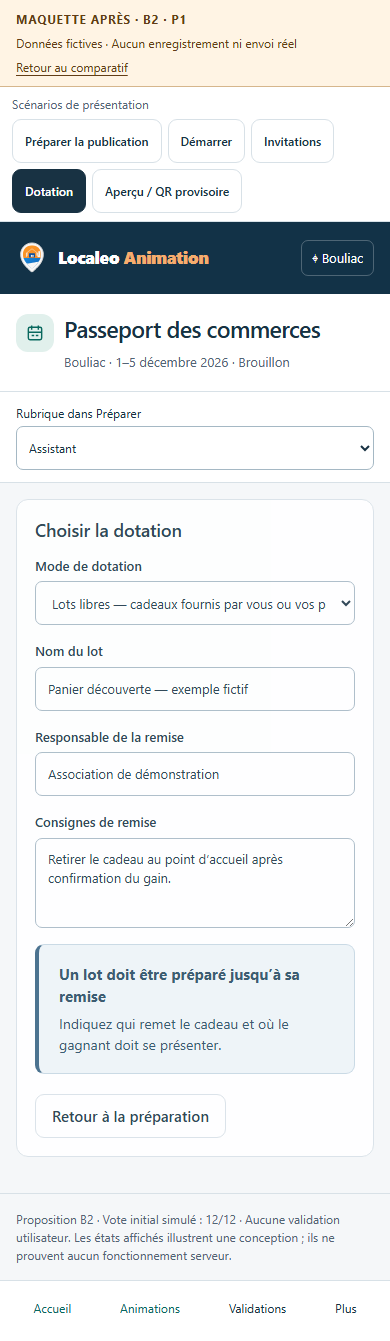 MAQUETTE APRÈS · B2 · P1
Données fictives · Aucun enregistrement ni envoi réel
Retour au comparatif
Scénarios de présentation
Préparer la publication
Démarrer
Invitations
Dotation
Aperçu / QR provisoire
Localeo Animation
Bouliac
Passeport des commerces
Bouliac · 1–5 décembre 2026 · Brouillon
Rubrique dans Préparer
Assistant
Choisir la dotation
Mode de dotation
Lots libres — cadeaux fournis par vous ou vos p
Nom du lot
Panier découverte — exemple fictif
Responsable de la remise
Association de démonstration
Consignes de remise
Retirer le cadeau au point d’accueil après
confirmation du gain.
Un lot doit être préparé jusqu’à sa
remise
Indiquez qui remet le cadeau et où le
gagnant doit se présenter.
Retour à la préparation
Proposition B2 · Vote initial simulé : 12/12 · Aucune validation
utilisateur. Les états affichés illustrent une conception ; ils ne
prouvent aucun fonctionnement serveur.
Accueil
Animations
Validations
Plus